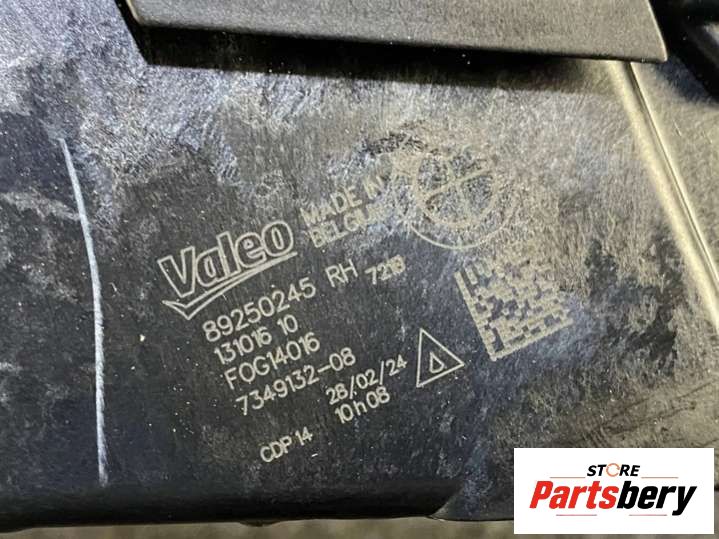 Valeo
MADE IN
BELGIUM
89250245 RH 7218
131016 10
FOG14016
7349132-08
28/02/24
10h08
CDP 14
STORE
Partsbery